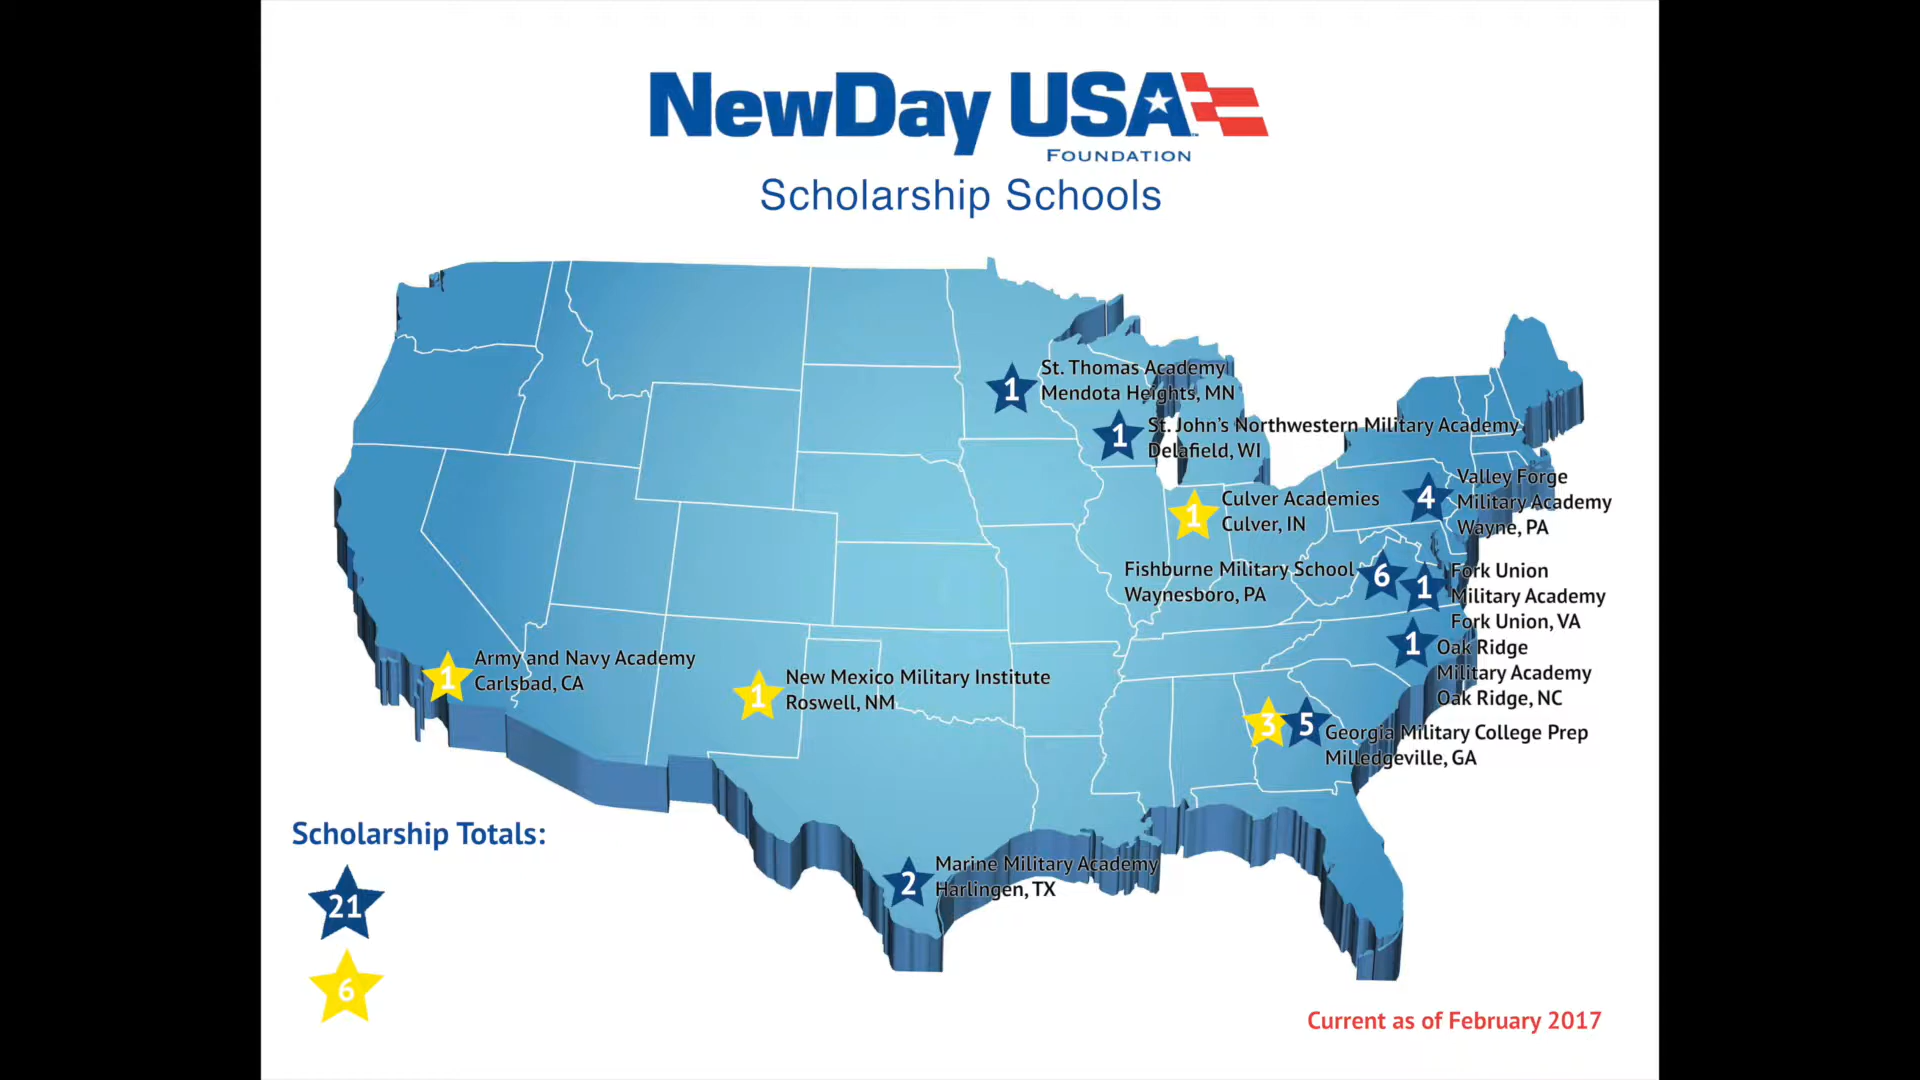 NewDay USA
FOUNDATION
Scholarship Schools
1
St. Thomas Academy
Mendota Heights, MN
1
St. John's Northwestern Military Academy
Delafield, WI
4
Valley Forge
Military Academy
Wayne, PA
1
Culver Academies
Culver, IN
Fishburne Military School
Waynesboro, PA
6
1
Fork Union
Military Academy
Fork Union, VA
1
Oak Ridge
Military Academy
Oak Ridge, NC
1
Army and Navy Academy
Carlsbad, CA
1
New Mexico Military Institute
Roswell, NM
3
5
Georgia Military College Prep
Milledgeville, GA
2
Marine Military Academy
Harlingen, TX
Scholarship Totals:
21
6
Current as of February 2017